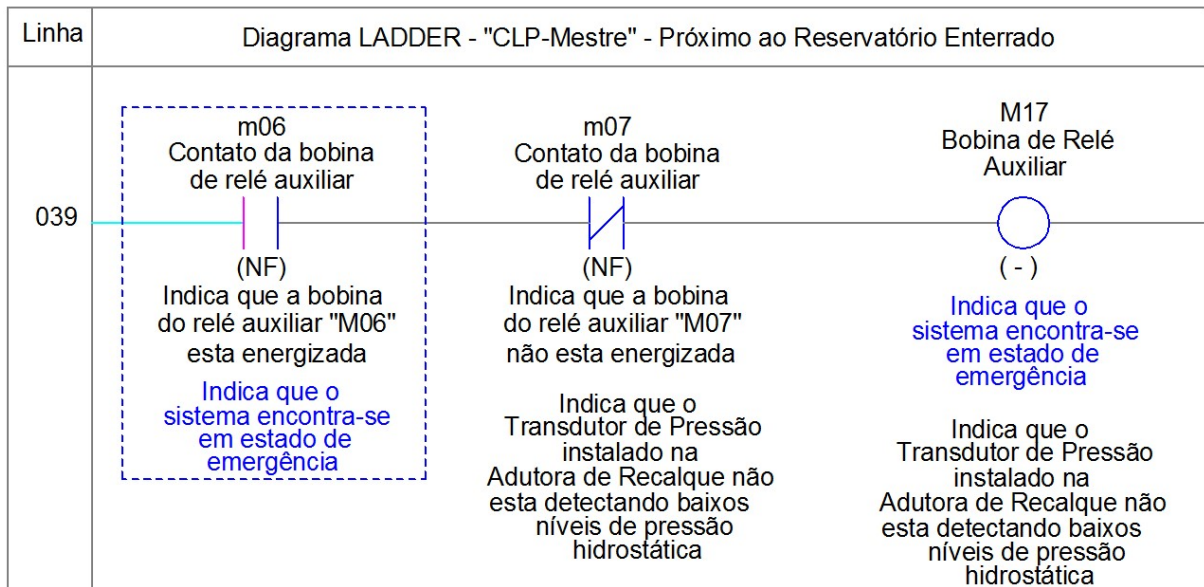 Linha
Diagrama LADDER - "CLP-Mestre" - Próximo ao Reservatório Enterrado
039
m06
Contato da bobina
de relé auxiliar
(NF)
Indica que a bobina
do relé auxiliar "M06"
esta energizada
Indica que o
sistema encontra-se
em estado de
emergência
m07
Contato da bobina
de relé auxiliar
(NF)
Indica que a bobina
do relé auxiliar "M07"
não esta energizada
Indica que o
Transdutor de Pressão
instalado na
Adutora de Recalque não
esta detectando baixos
níveis de pressão
hidrostática
M17
Bobina de Relé
Auxiliar
( - )
Indica que o
sistema encontra-se
em estado de
emergência
Indica que o
Transdutor de Pressão
instalado na
Adutora de Recalque não
esta detectando baixos
níveis de pressão
hidrostática